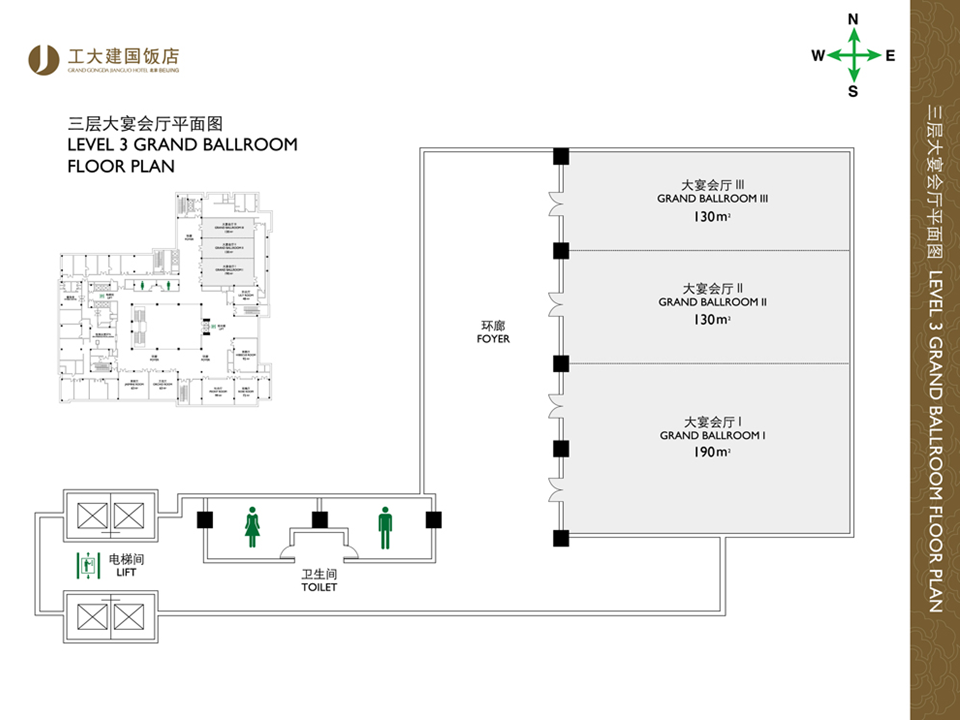 工大建国饭店
GRAND GONGDA JIANGUO HOTEL 北京 BEIJING
N
W
E
S
三层大宴会厅平面图
LEVEL 3 GRAND BALLROOM
FLOOR PLAN
大宴会厅 III
GRAND BALLROOM III
130m²
大宴会厅 II
GRAND BALLROOM II
130m²
环廊
FOYER
大宴会厅 I
GRAND BALLROOM I
190m²
电梯间
LIFT
卫生间
TOILET
三层大宴会厅平面图 LEVEL 3 GRAND BALLROOM FLOOR PLAN